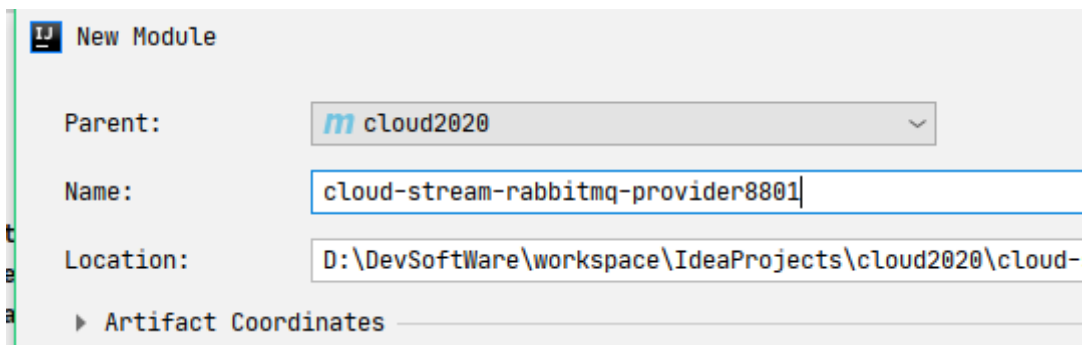 IJ New Module
Parent: m cloud2020
Name: cloud-stream-rabbitmq-provider8801
Location: D:\DevSoftWare\workspace\IdeaProjects\cloud2020\cloud-
Artifact Coordinates